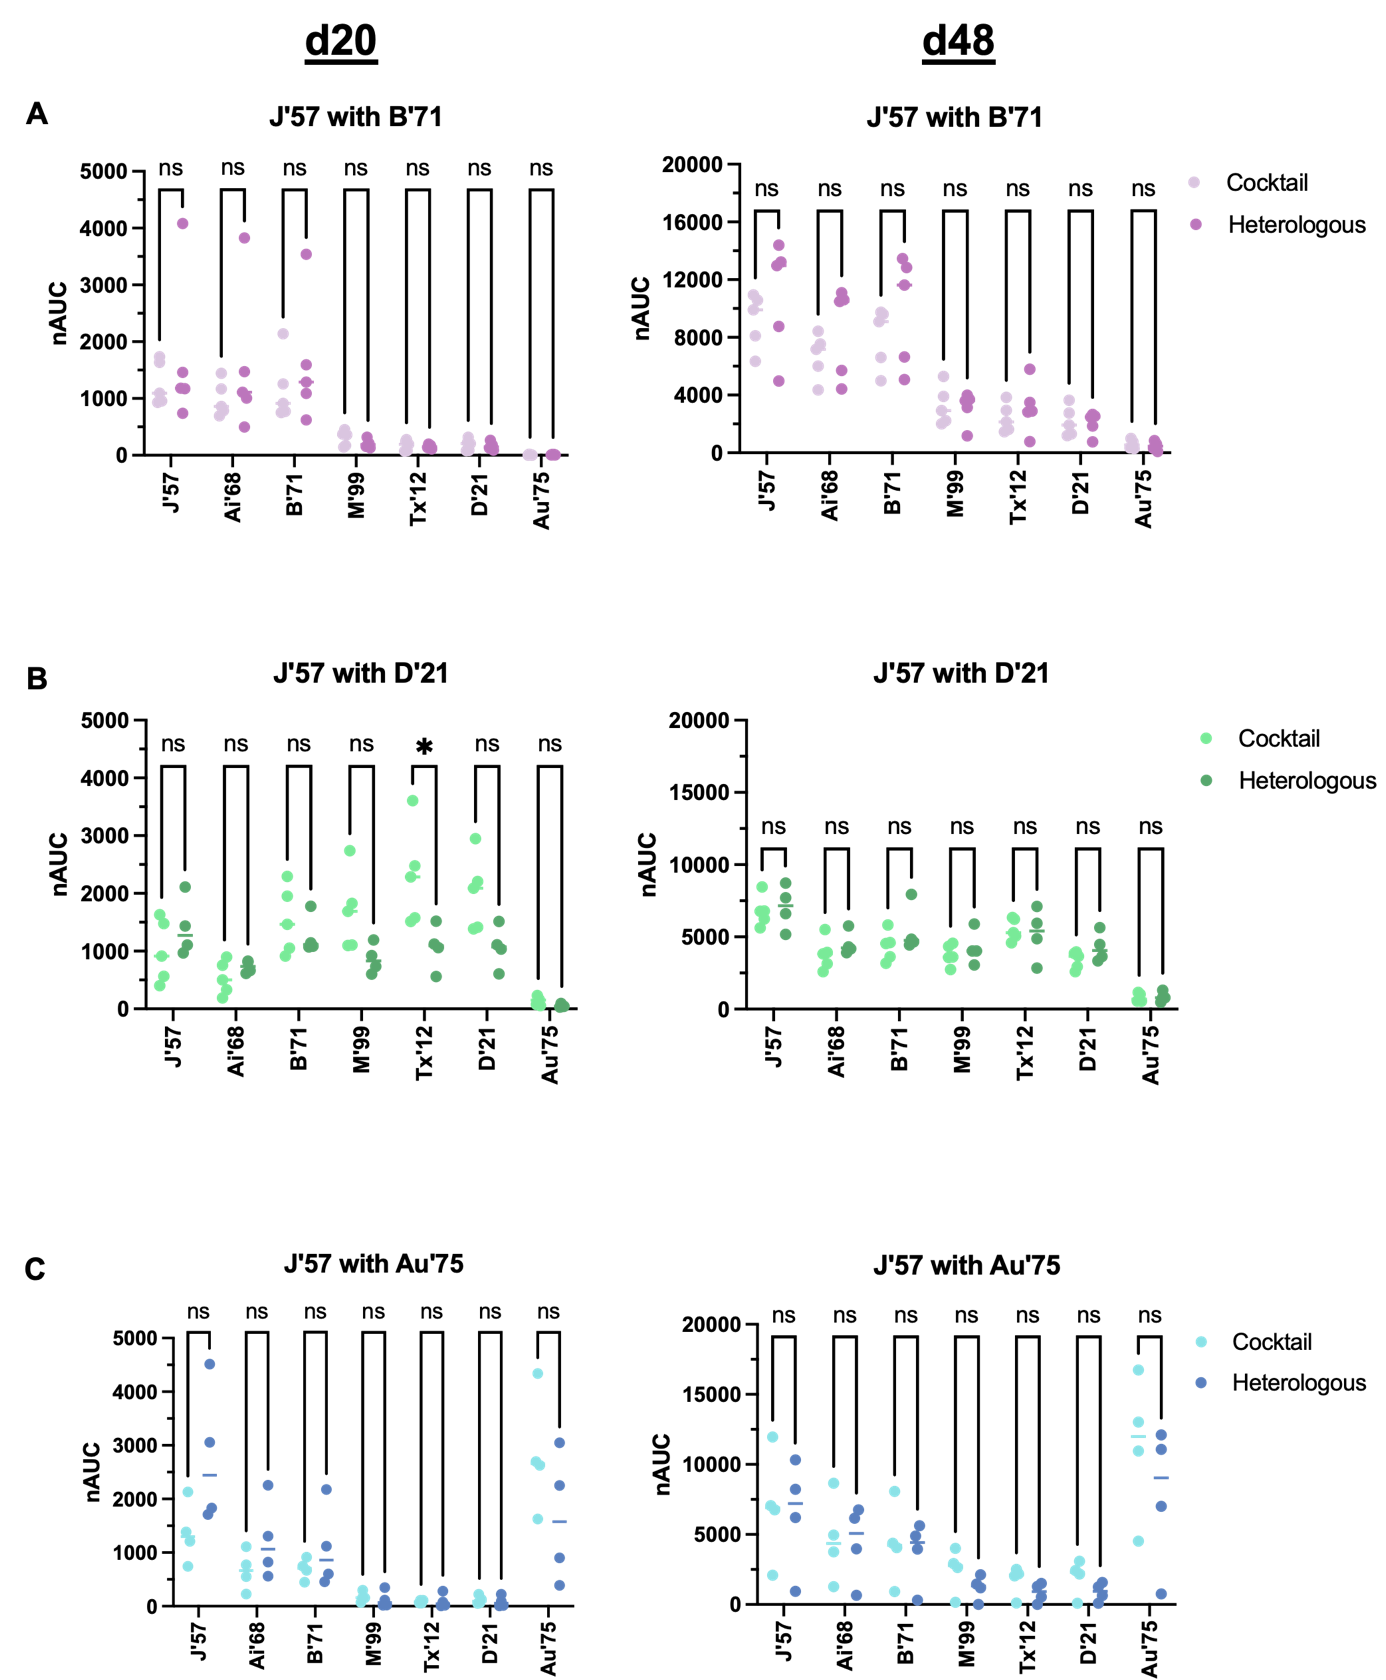 d20
d48
A
J'57 with B'71
J'57 with B'71
ns ns ns ns ns ns ns
5000
4000
3000
2000
1000
0
nAUC
J'57 Ai'68 B'71 M'99 Tx'12 D'21 Au'75
ns ns ns ns ns ns ns
20000
16000
12000
8000
4000
0
nAUC
J'57 Ai'68 B'71 M'99 Tx'12 D'21 Au'75
Cocktail
Heterologous
B
J'57 with D'21
J'57 with D'21
ns ns ns ns * ns ns
5000
4000
3000
2000
1000
0
nAUC
J'57 Ai'68 B'71 M'99 Tx'12 D'21 Au'75
ns ns ns ns ns ns ns
20000
15000
10000
5000
0
nAUC
J'57 Ai'68 B'71 M'99 Tx'12 D'21 Au'75
Cocktail
Heterologous
C
J'57 with Au'75
J'57 with Au'75
ns ns ns ns ns ns ns
5000
4000
3000
2000
1000
0
nAUC
J'57 Ai'68 B'71 M'99 Tx'12 D'21 Au'75
ns ns ns ns ns ns ns
20000
15000
10000
5000
0
nAUC
J'57 Ai'68 B'71 M'99 Tx'12 D'21 Au'75
Cocktail
Heterologous